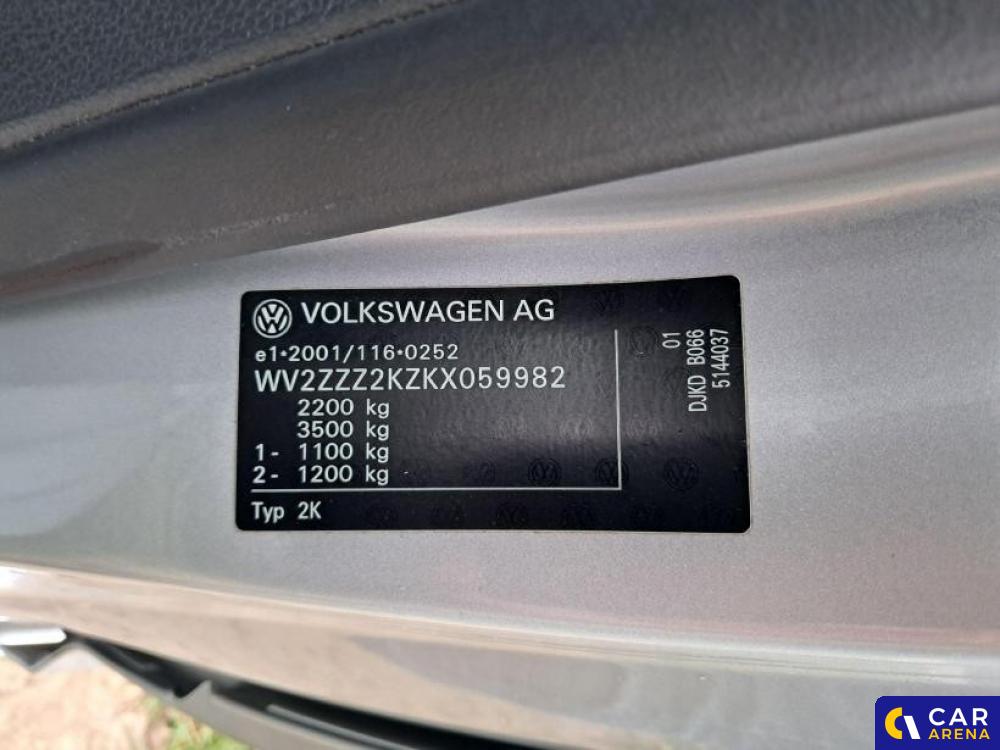 VOLKSWAGEN AG
e1*2001/116*0252
WV2ZZZ2KZKX059982
2200 kg
3500 kg
1- 1100 kg
2- 1200 kg
Typ 2K
01
DJKD B066
5144037
CAR
ARENA